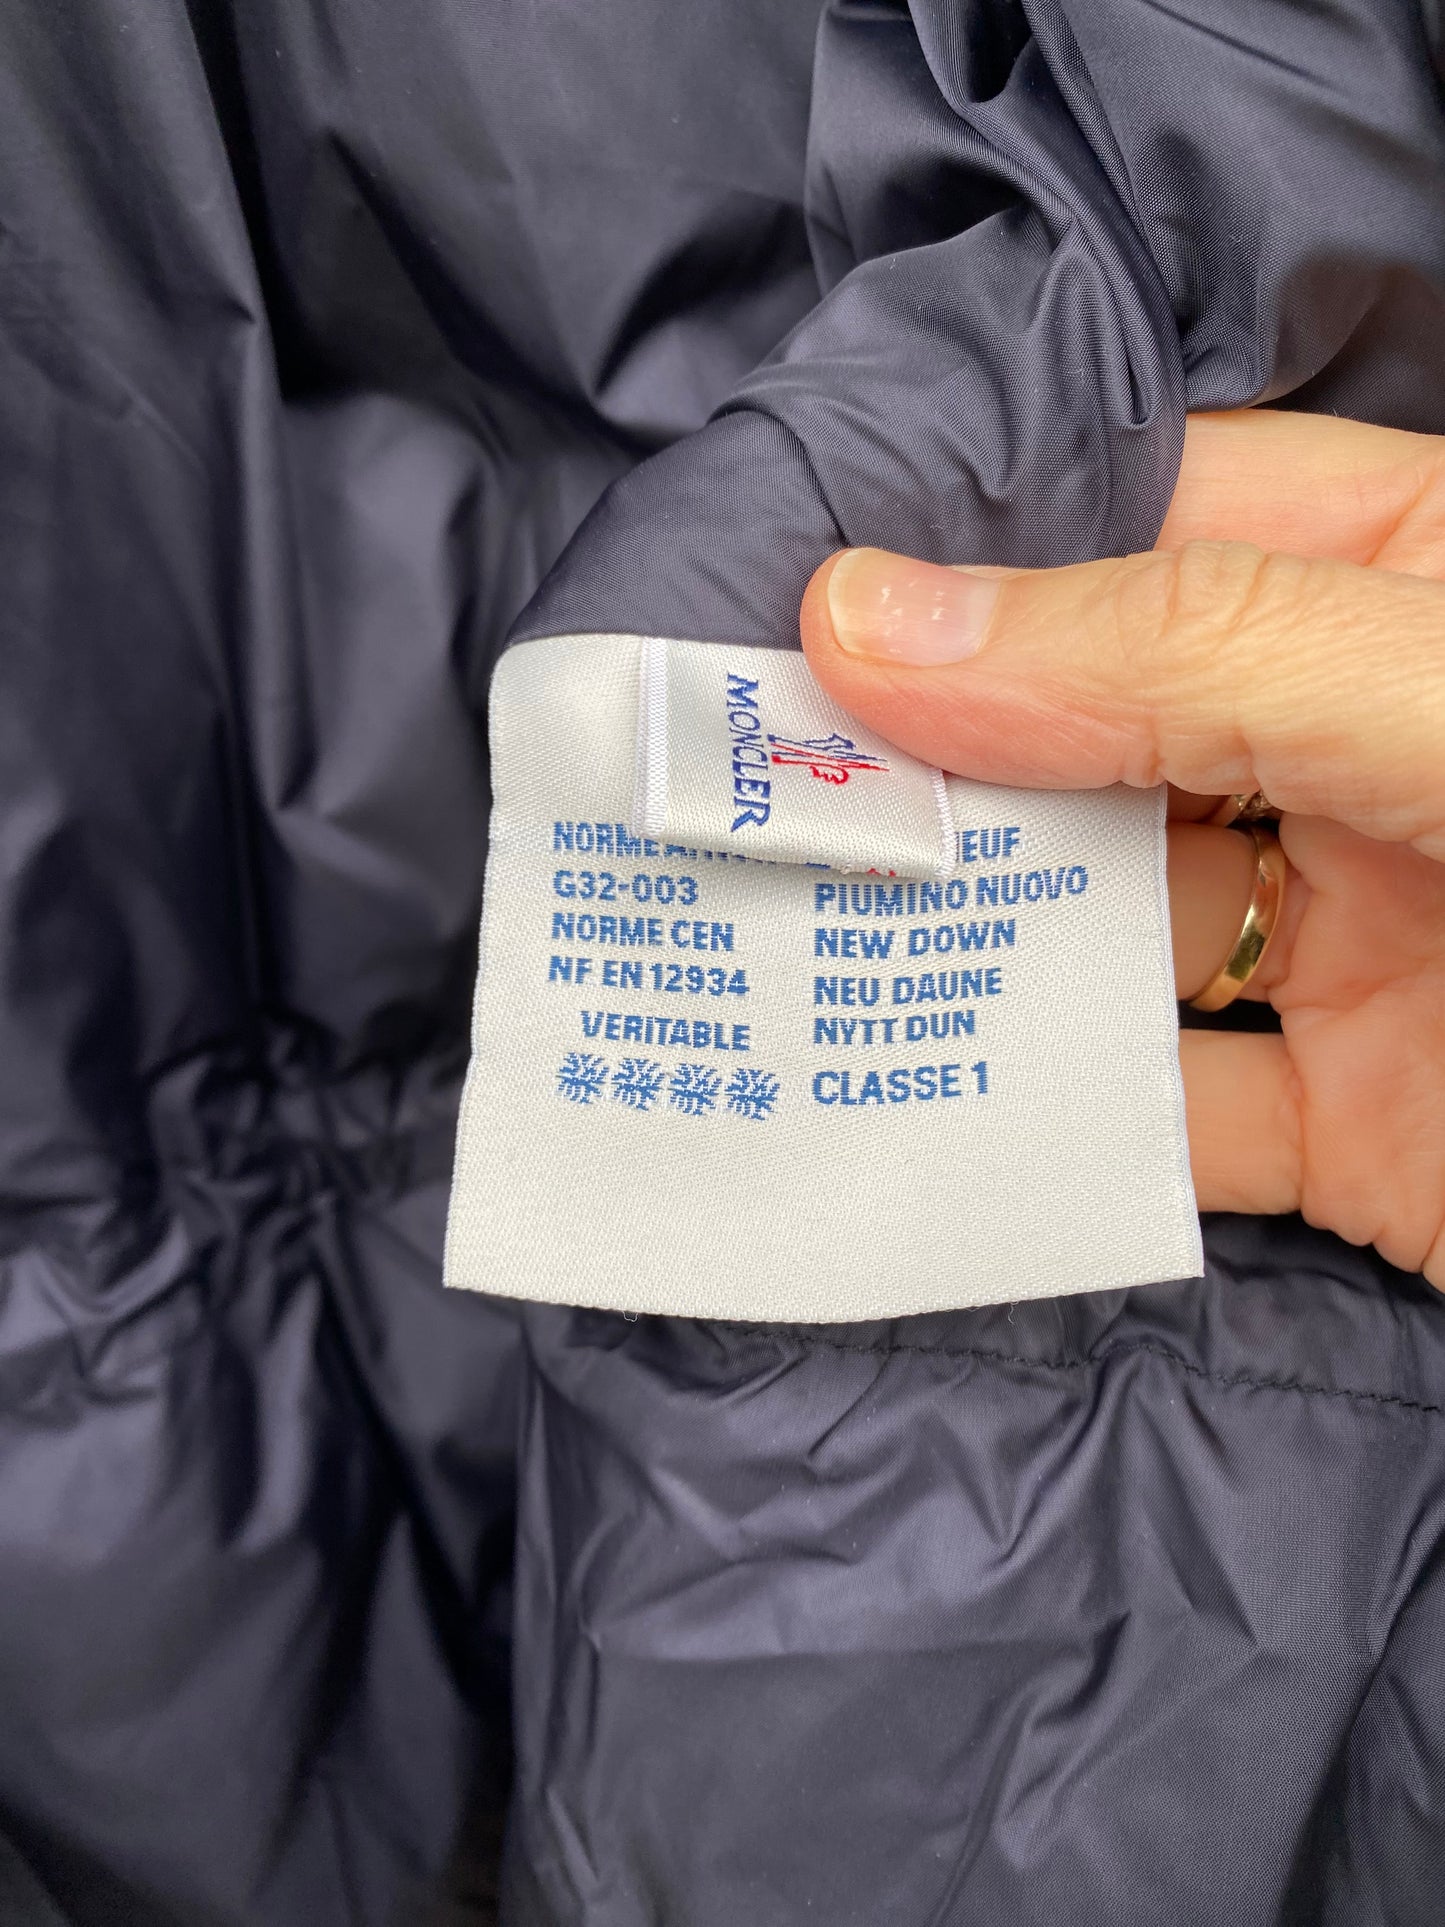 MONCLER
NORME
G32-003
NORME CEN
NF EN 12934
VERITABLE
PIUMINO NUOVO
NEW DOWN
NEU DAUNE
NYTT DUN
CLASSE 1